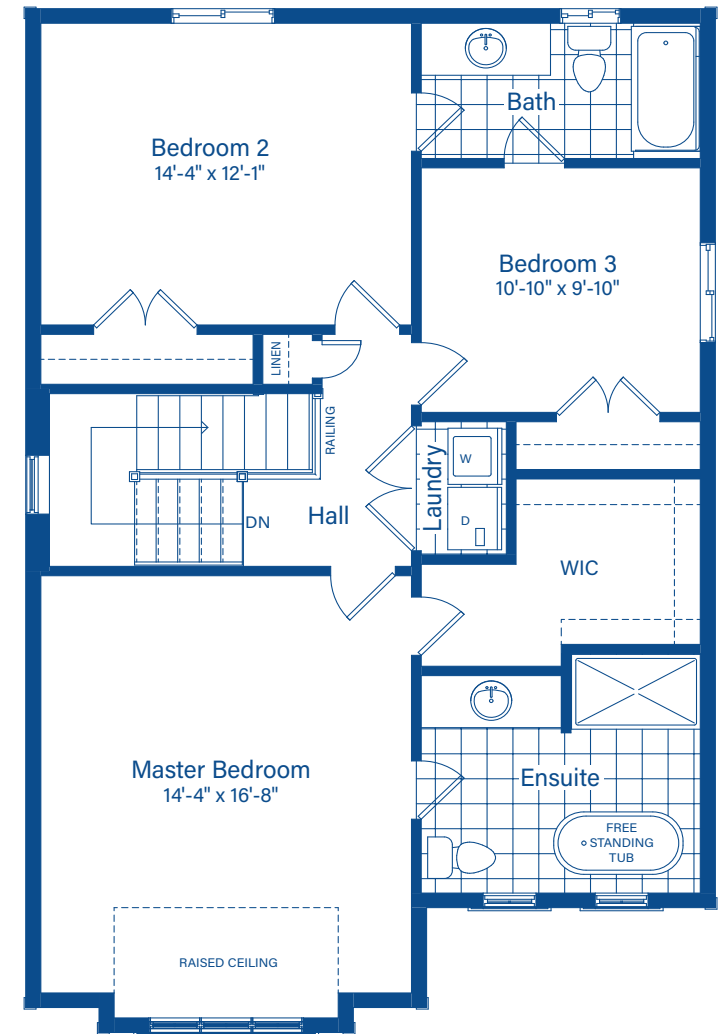 Bath
Bedroom 2
14'-4" x 12'-1"
Bedroom 3
10'-10" x 9'-10"
LINEN
RAILING
Laundry
W
D
DN
Hall
WIC
Master Bedroom
14'-4" x 16'-8"
Ensuite
FREE
STANDING
TUB
RAISED CEILING